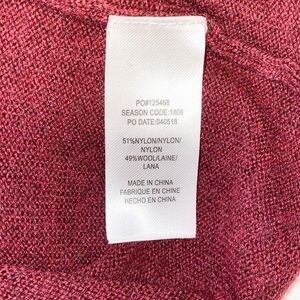 PO#125468
SEASON CODE:1806
PO DATE:040518
51%NYLON/NYLON/
NYLON
49%WOOL/LAINE/
LANA
MADE IN CHINA
FABRIQUE EN CHINE
HECHO EN CHINA